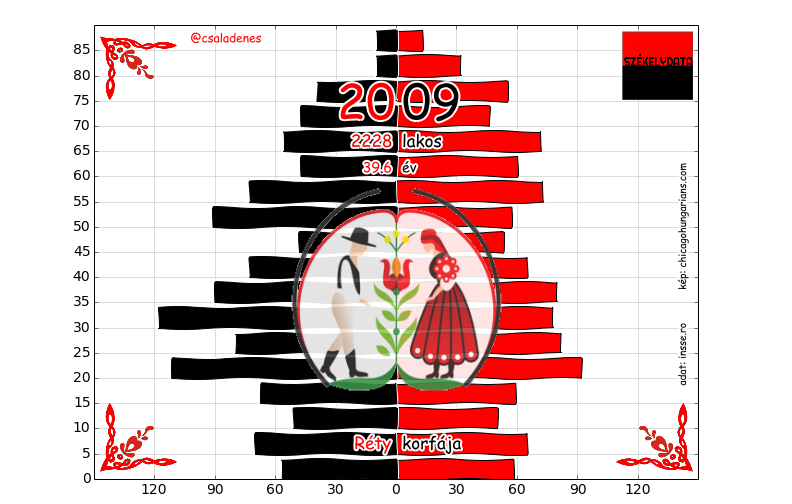 @csaladenes
SZÉKELYDATA
2009
2228 lakos
39.6 év
kép: chicagohungarians.com
adat: insse.ro
Réty korfája
85
80
75
70
65
60
55
50
45
40
35
30
25
20
15
10
5
0
120 90 60 30 0 30 60 90 120